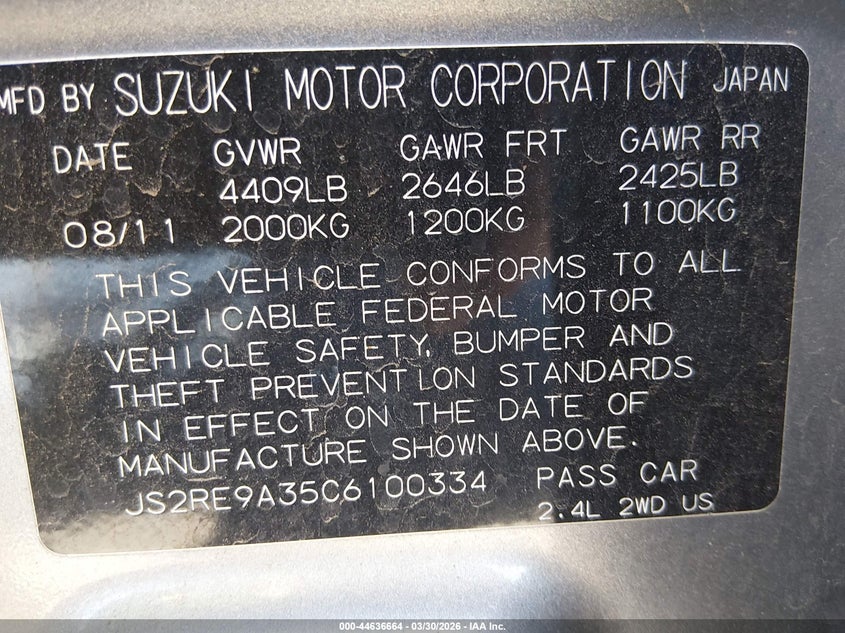 MFD BY SUZUKI MOTOR CORPORATION JAPAN
DATE GVWR GAWR FRT GAWR RR
4409LB 2646LB 2425LB
08/11 2000KG 1200KG 1100KG
THIS VEHICLE CONFORMS TO ALL
APPLICABLE FEDERAL MOTOR
VEHICLE SAFETY, BUMPER AND
THEFT PREVENTION STANDARDS
IN EFFECT ON THE DATE OF
MANUFACTURE SHOWN ABOVE.
JS2RE9A35C6100334 PASS CAR
2.4L 2WD US
000-44636664 — 03/30/2026 — IAA Inc.